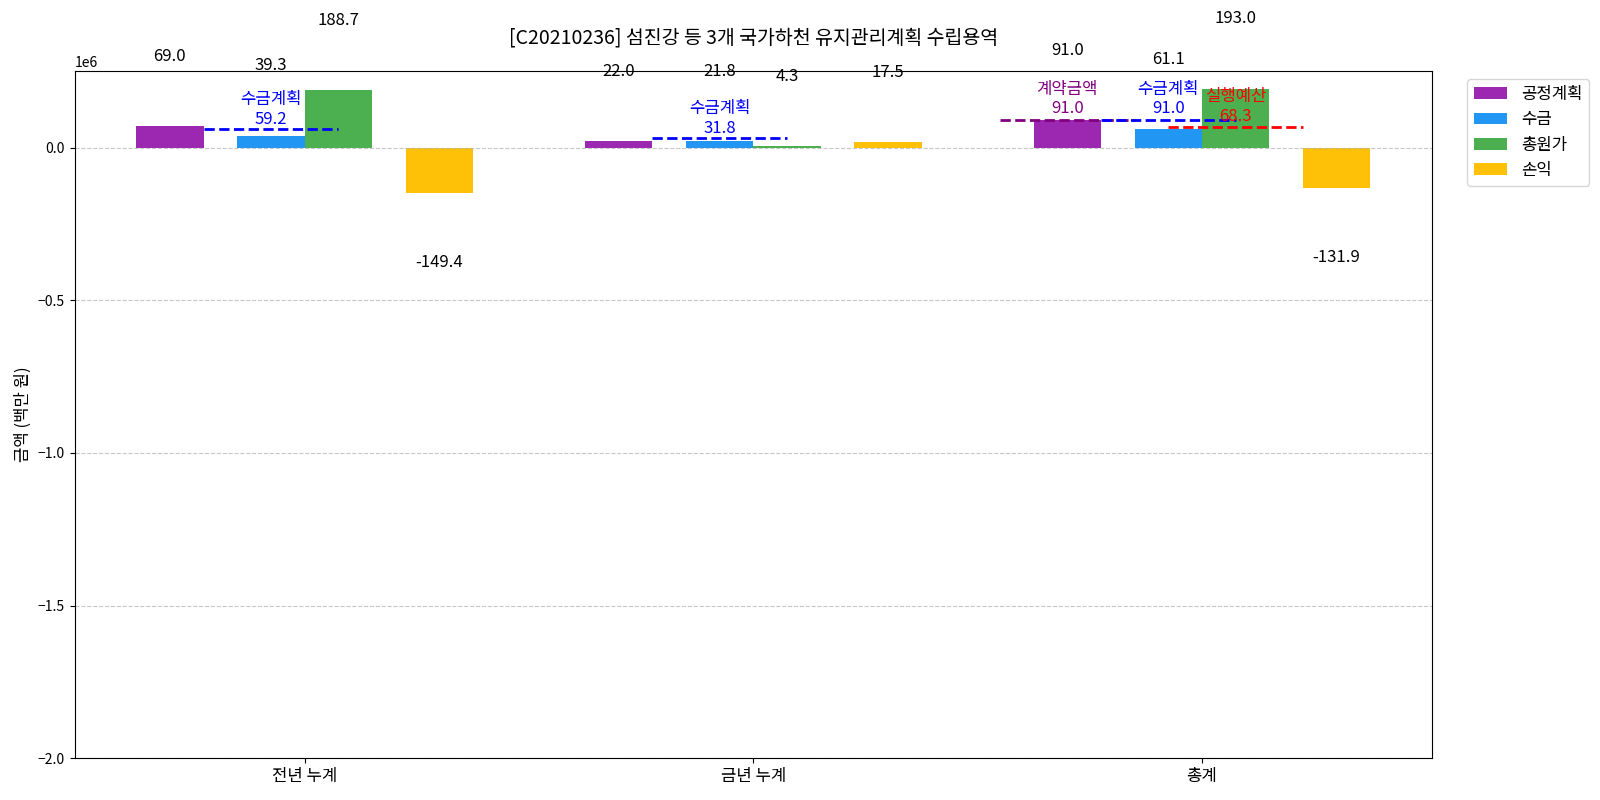 [C20210236] 섬진강 등 3개 국가하천 유지관리계획 수립용역
1e6
금액 (백만 원)
0.0
−0.5
−1.0
−1.5
−2.0
69.0
39.3
188.7
수금계획
59.2
-149.4
22.0
21.8
4.3
17.5
수금계획
31.8
91.0
61.1
193.0
계약금액
91.0
수금계획
91.0
실행예산
68.3
-131.9
전년 누계
금년 누계
총계
공정계획
수금
총원가
손익